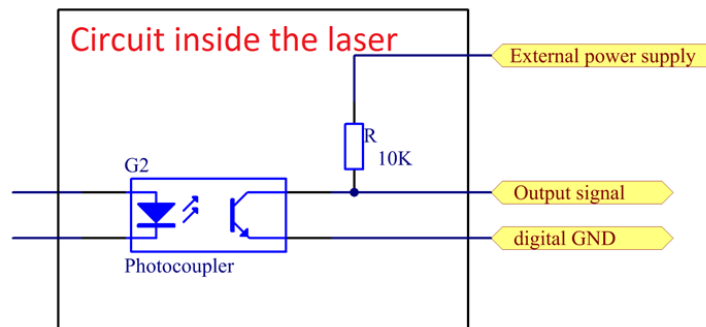 Circuit inside the laser
External power supply
R
10K
G2
Output signal
digital GND
Photocoupler